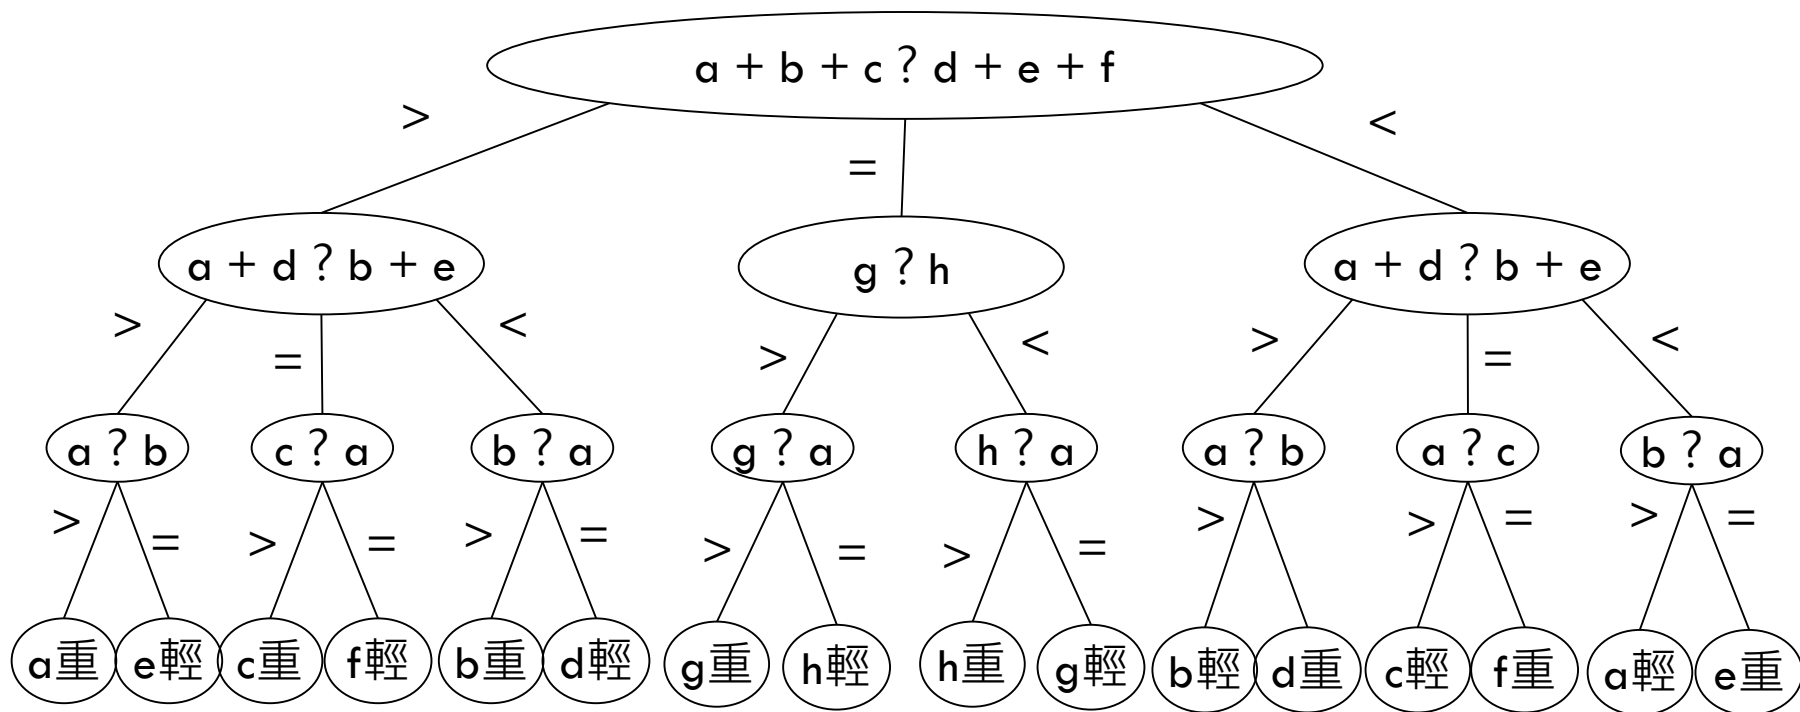 a + b + c ? d + e + f
> = <
a + d ? b + e g ? h a + d ? b + e
> = < > < > = <
a ? b c ? a b ? a g ? a h ? a a ? b a ? c b ? a
> = > = > = > = > = > > = > =
a重 e輕 c重 f輕 b重 d輕 g重 h輕 h重 g輕 b輕 d重 c輕 f重 a輕 e重